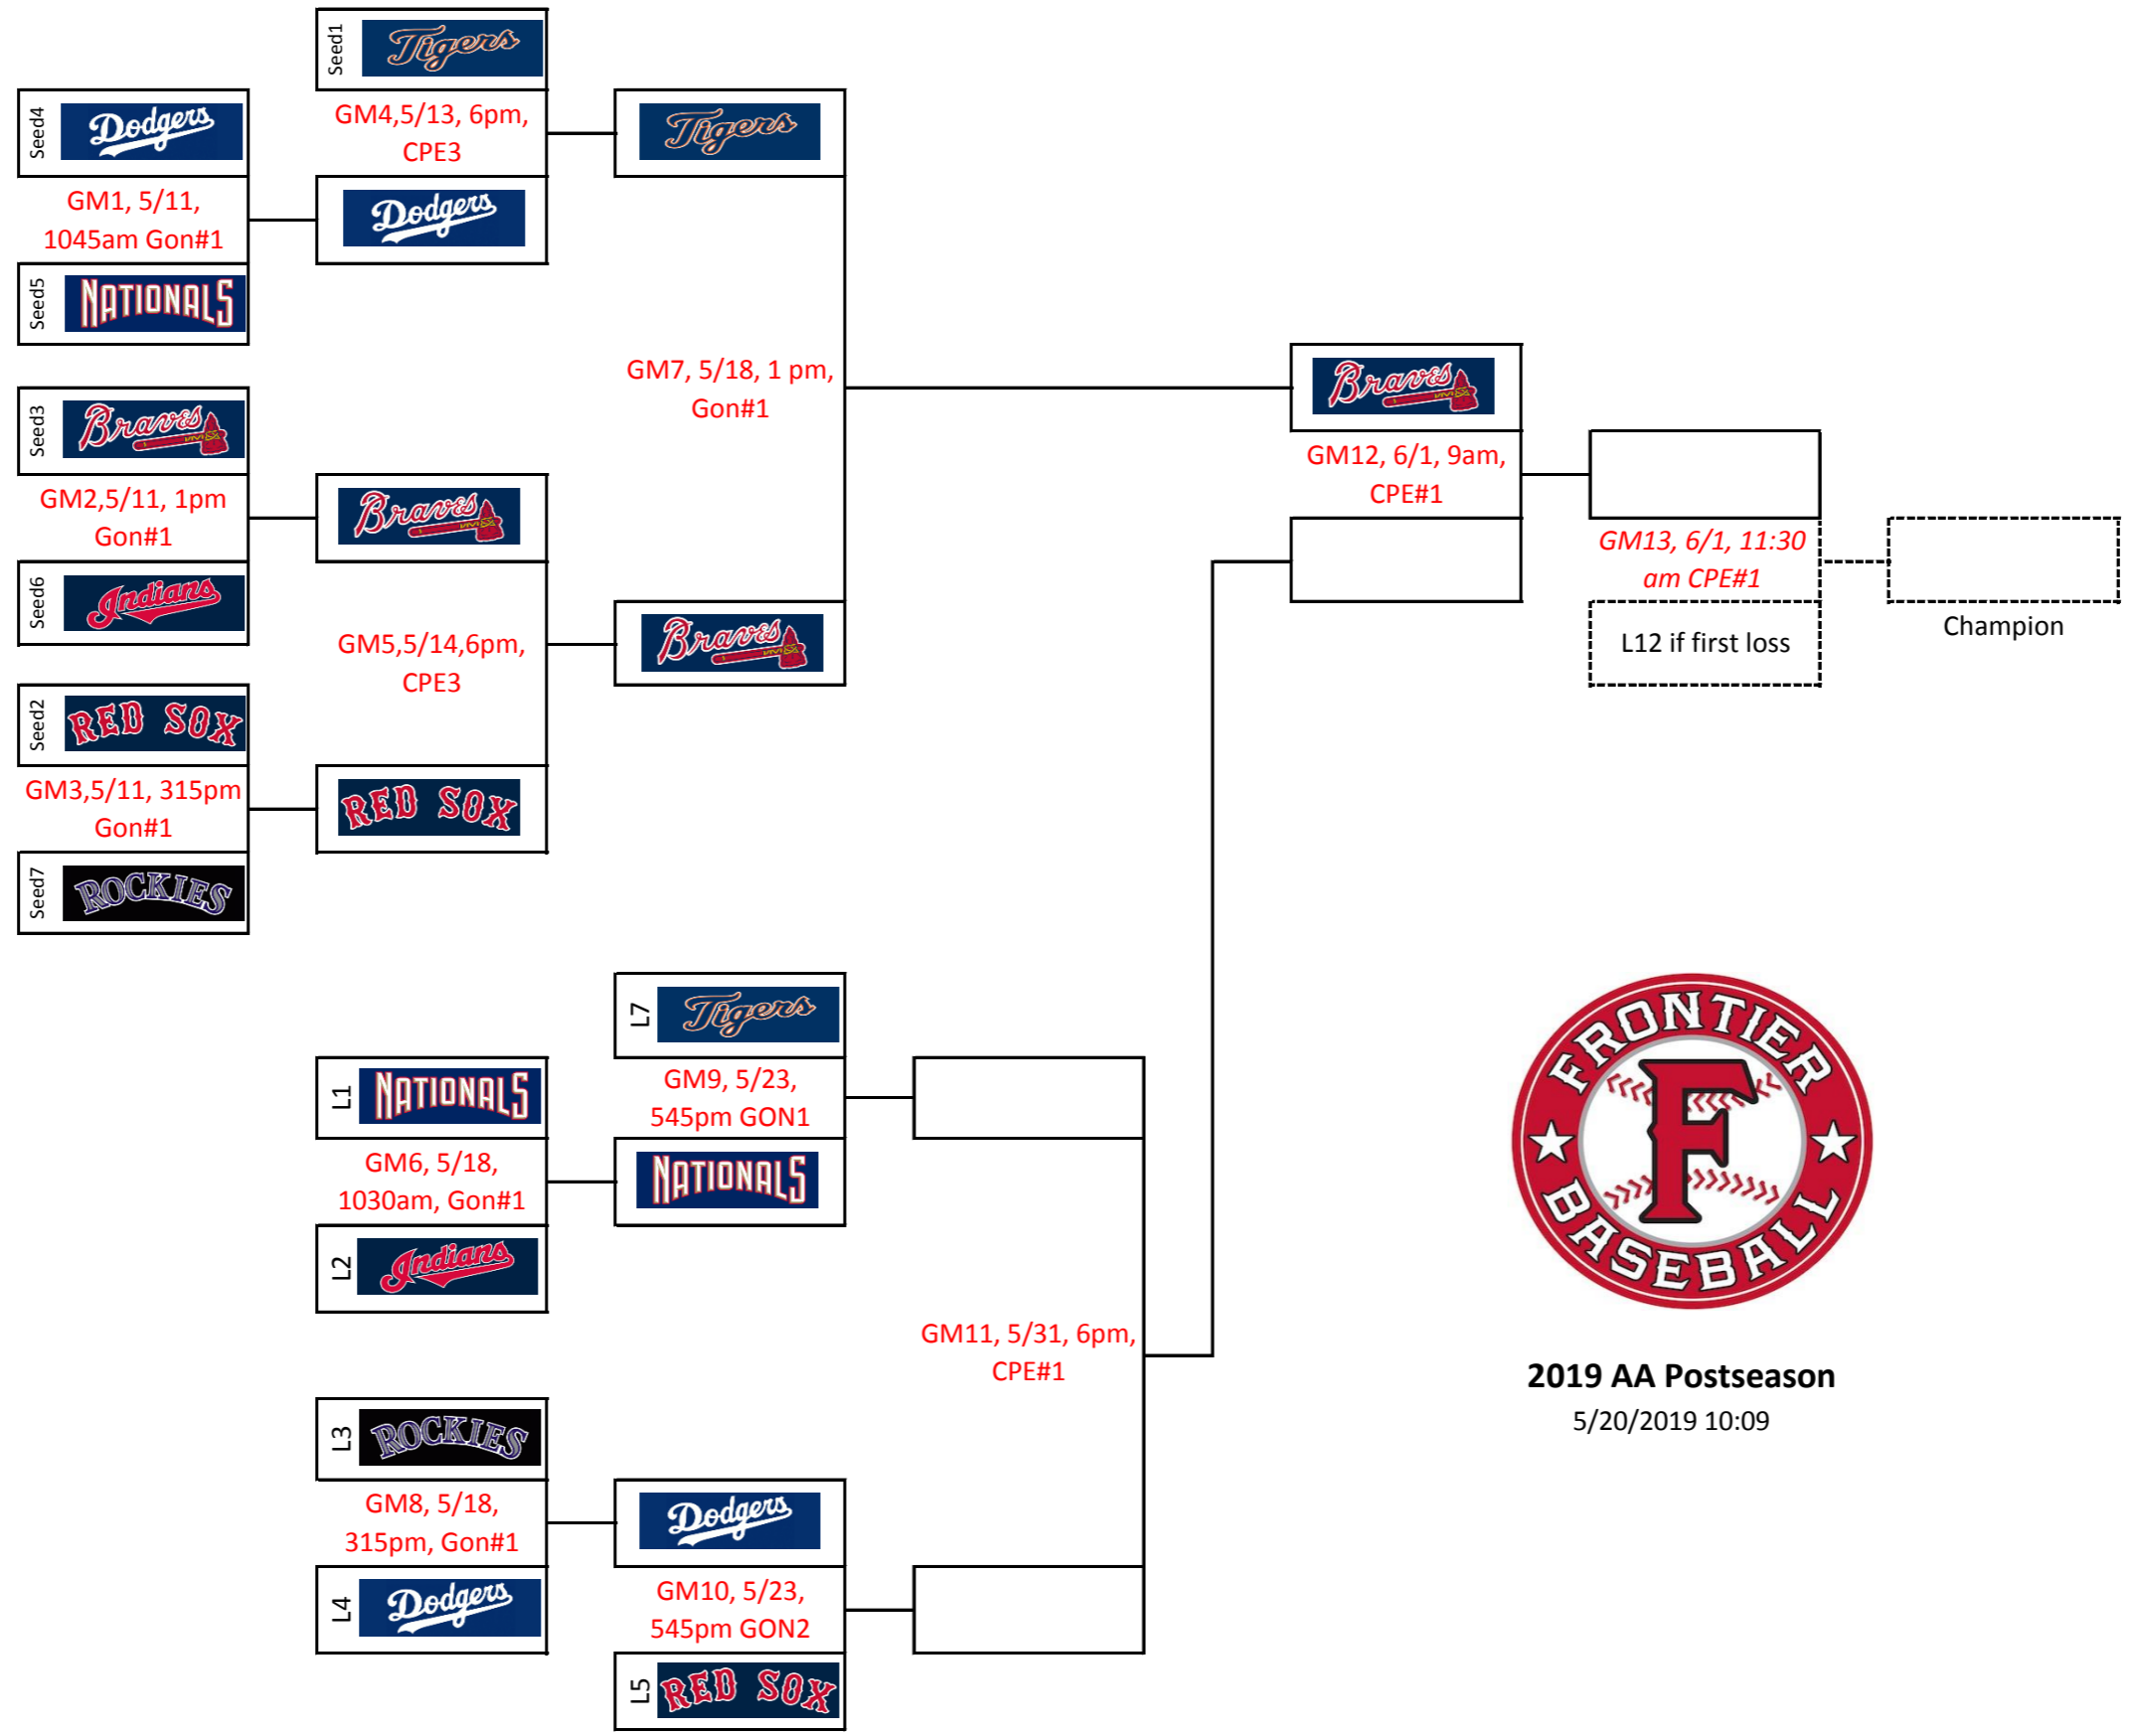 Seed1
Tigers
Seed4
Dodgers
GM4,5/13, 6pm,
CPE3
Tigers
GM1, 5/11,
1045am Gon#1
Dodgers
Seed5
NATIONALS
GM7, 5/18, 1 pm,
Gon#1
Seed3
Braves
GM2,5/11, 1pm
Gon#1
Braves
Seed6
Indians
GM5,5/14,6pm,
CPE3
Braves
Seed2
RED SOX
GM3,5/11, 315pm
Gon#1
RED SOX
Seed7
ROCKIES
Braves
GM12, 6/1, 9am,
CPE#1
GM13, 6/1, 11:30
am CPE#1
L12 if first loss
Champion
L7
Tigers
L1
NATIONALS
GM9, 5/23,
545pm GON1
GM6, 5/18,
1030am, Gon#1
NATIONALS
L2
Indians
GM11, 5/31, 6pm,
CPE#1
L3
ROCKIES
GM8, 5/18,
315pm, Gon#1
Dodgers
L4
Dodgers
GM10, 5/23,
545pm GON2
L5
RED SOX
FRONTIER
F
BASEBALL
2019 AA Postseason
5/20/2019 10:09